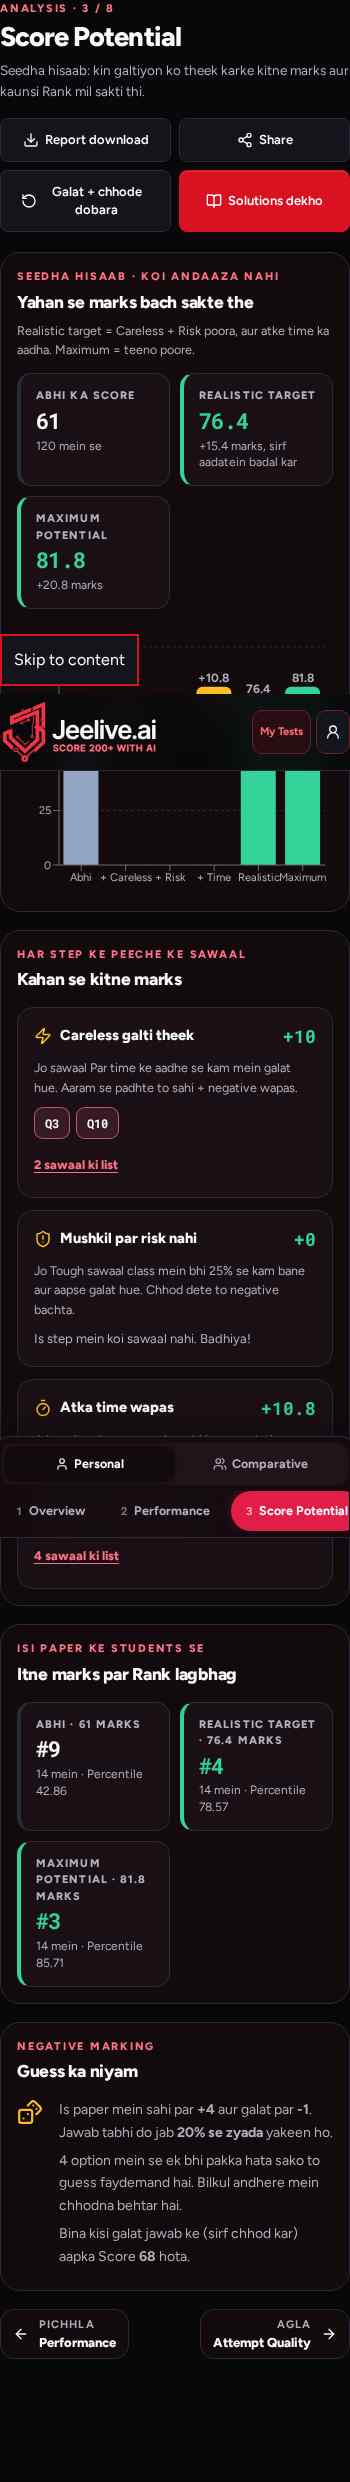 ANALYSIS · 3 / 8
Score Potential
Seedha hisaab: kin galtiyon ko theek karke kitne marks aur
kaunsi Rank mil sakti thi.
Report download
Share
Galat + chhode
dobara
Solutions dekho
SEEDHA HISAAB · KOI ANDAAZA NAHI
Yahan se marks bach sakte the
Realistic target = Careless + Risk poora, aur atke time ka
aadha. Maximum = teeno poore.
ABHI KA SCORE
61
120 mein se
REALISTIC TARGET
76.4
+15.4 marks, sirf
aadatein badal kar
MAXIMUM
POTENTIAL
81.8
+20.8 marks
Skip to content
+10.8
76.4
81.8
Jeelive.ai
SCORE 200+ WITH AI
My Tests
25
0
Abhi
+ Careless
+ Risk
+ Time
Realistic
Maximum
HAR STEP KE PEECHE KE SAWAAL
Kahan se kitne marks
Careless galti theek
+10
Jo sawaal Par time ke aadhe se kam mein galat
hue. Aaram se padhte to sahi + negative wapas.
Q3
Q10
2 sawaal ki list
Mushkil par risk nahi
+0
Jo Tough sawaal class mein bhi 25% se kam bane
aur aapse galat hue. Chhod dete to negative
bachta.
Is step mein koi sawaal nahi. Badhiya!
Atka time wapas
+10.8
Personal
Comparative
1 Overview
2 Performance
3 Score Potential
4 sawaal ki list
ISI PAPER KE STUDENTS SE
Itne marks par Rank lagbhag
ABHI · 61 MARKS
#9
14 mein · Percentile
42.86
REALISTIC TARGET
· 76.4 MARKS
#4
14 mein · Percentile
78.57
MAXIMUM
POTENTIAL · 81.8
MARKS
#3
14 mein · Percentile
85.71
NEGATIVE MARKING
Guess ka niyam
Is paper mein sahi par +4 aur galat par -1.
Jawab tabhi do jab 20% se zyada yakeen ho.
4 option mein se ek bhi pakka hata sako to
guess faydemand hai. Bilkul andhere mein
chhodna behtar hai.
Bina kisi galat jawab ke (sirf chhod kar)
aapka Score 68 hota.
PICHHLA
Performance
AGLA
Attempt Quality